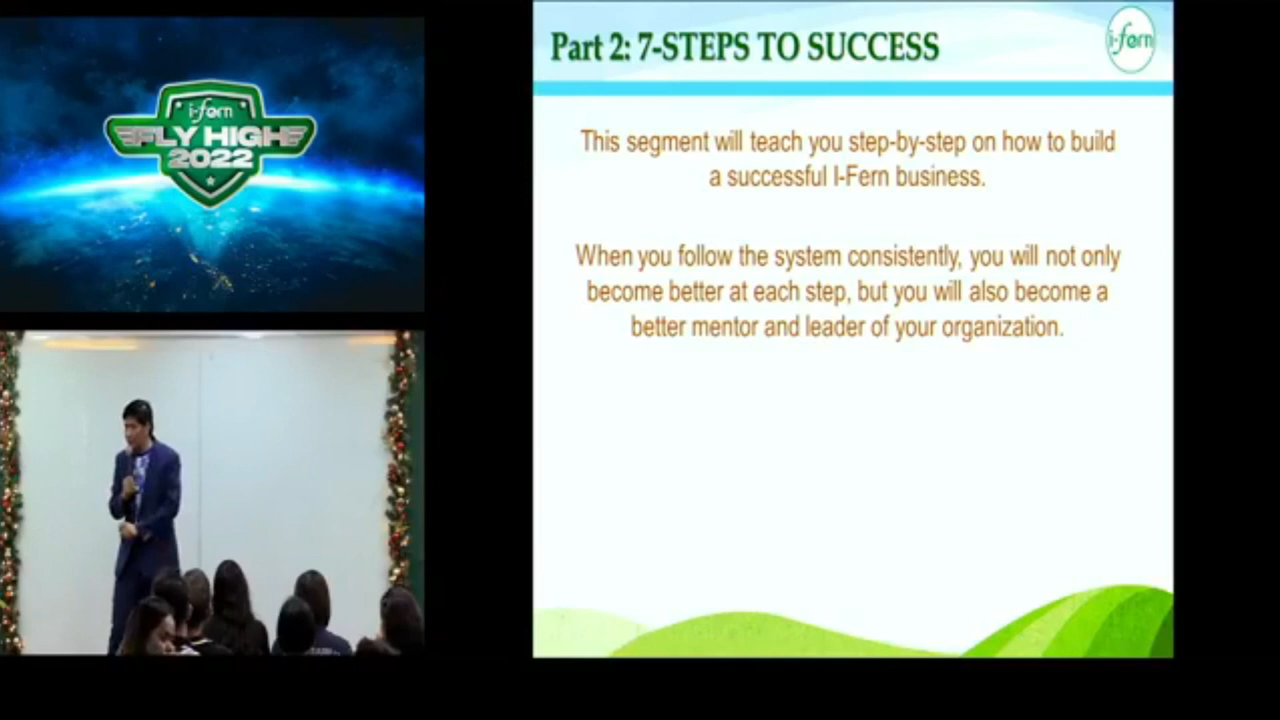 i-fern
FLY HIGH
2022
Part 2: 7-STEPS TO SUCCESS
i-fern
This segment will teach you step-by-step on how to build
a successful I-Fern business.
When you follow the system consistently, you will not only
become better at each step, but you will also become a
better mentor and leader of your organization.